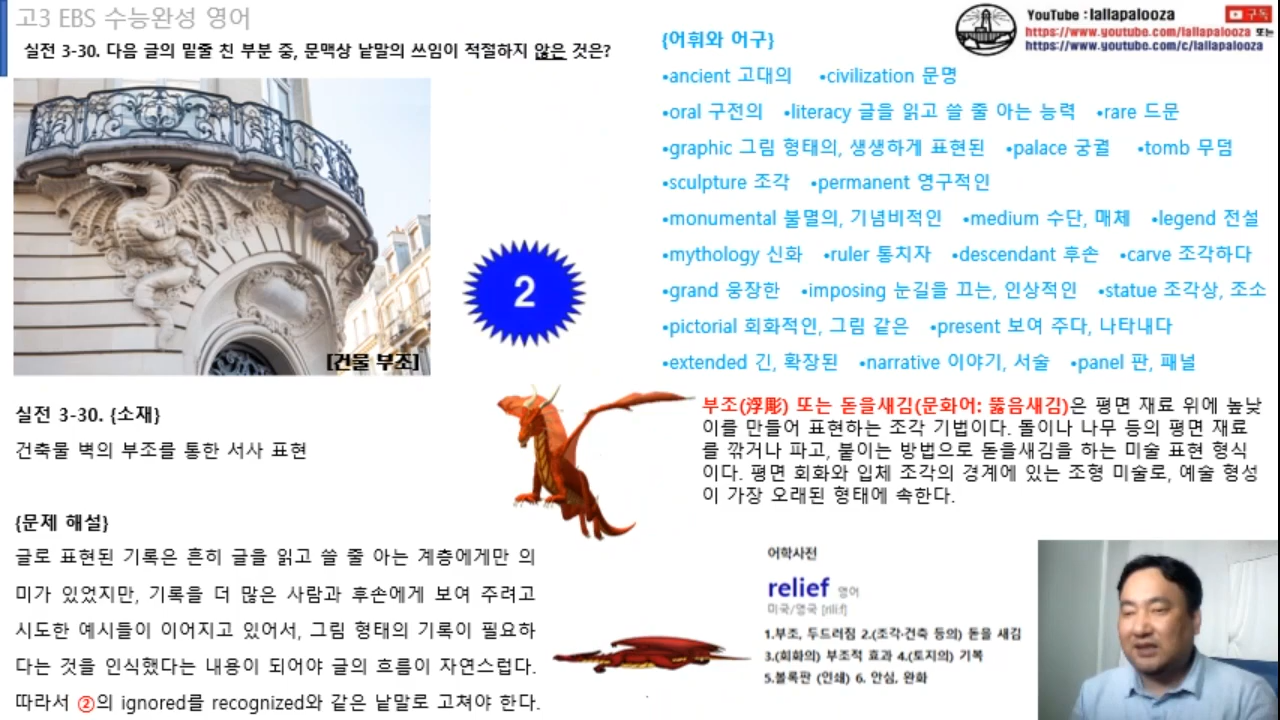 고3 EBS 수능완성 영어
실전 3-30. 다음 글의 밑줄 친 부분 중, 문맥상 낱말의 쓰임이 적절하지 않은 것은?
[건물 부조]
2
실전 3-30. {소재}
건축물 벽의 부조를 통한 서사 표현
{문제 해설}
글로 표현된 기록은 흔히 글을 읽고 쓸 줄 아는 계층에게만 의
미가 있었지만, 기록을 더 많은 사람과 후손에게 보여 주려고
시도한 예시들이 이어지고 있어서, 그림 형태의 기록이 필요하
다는 것을 인식했다는 내용이 되어야 글의 흐름이 자연스럽다.
따라서 ②의 ignored를 recognized와 같은 낱말로 고쳐야 한다.
YouTube : lallapalooza
구독
https://www.youtube.com/lallapalooza 또는
https://www.youtube.com/c/lallapalooza
{어휘와 어구}
•ancient 고대의 •civilization 문명
•oral 구전의 •literacy 글을 읽고 쓸 줄 아는 능력 •rare 드문
•graphic 그림 형태의, 생생하게 표현된 •palace 궁궐 •tomb 무덤
•sculpture 조각 •permanent 영구적인
•monumental 불멸의, 기념비적인 •medium 수단, 매체 •legend 전설
•mythology 신화 •ruler 통치자 •descendant 후손 •carve 조각하다
•grand 웅장한 •imposing 눈길을 끄는, 인상적인 •statue 조각상, 조소
•pictorial 회화적인, 그림 같은 •present 보여 주다, 나타내다
•extended 긴, 확장된 •narrative 이야기, 서술 •panel 판, 패널
부조(浮彫) 또는 돋을새김(문화어: 뚫음새김)은 평면 재료 위에 높낮
이를 만들어 표현하는 조각 기법이다. 돌이나 나무 등의 평면 재료
를 깎거나 파고, 붙이는 방법으로 돋을새김을 하는 미술 표현 형식
이다. 평면 회화와 입체 조각의 경계에 있는 조형 미술로, 예술 형성
이 가장 오래된 형태에 속한다.
어학사전
relief 영어
미국/영국 [rilíːf]
1.부조, 두드러짐 2.(조각·건축 등의) 돋을 새김
3.(회화의) 부조적 효과 4.(토지의) 기복
5.볼록판 (인쇄) 6. 안심, 완화